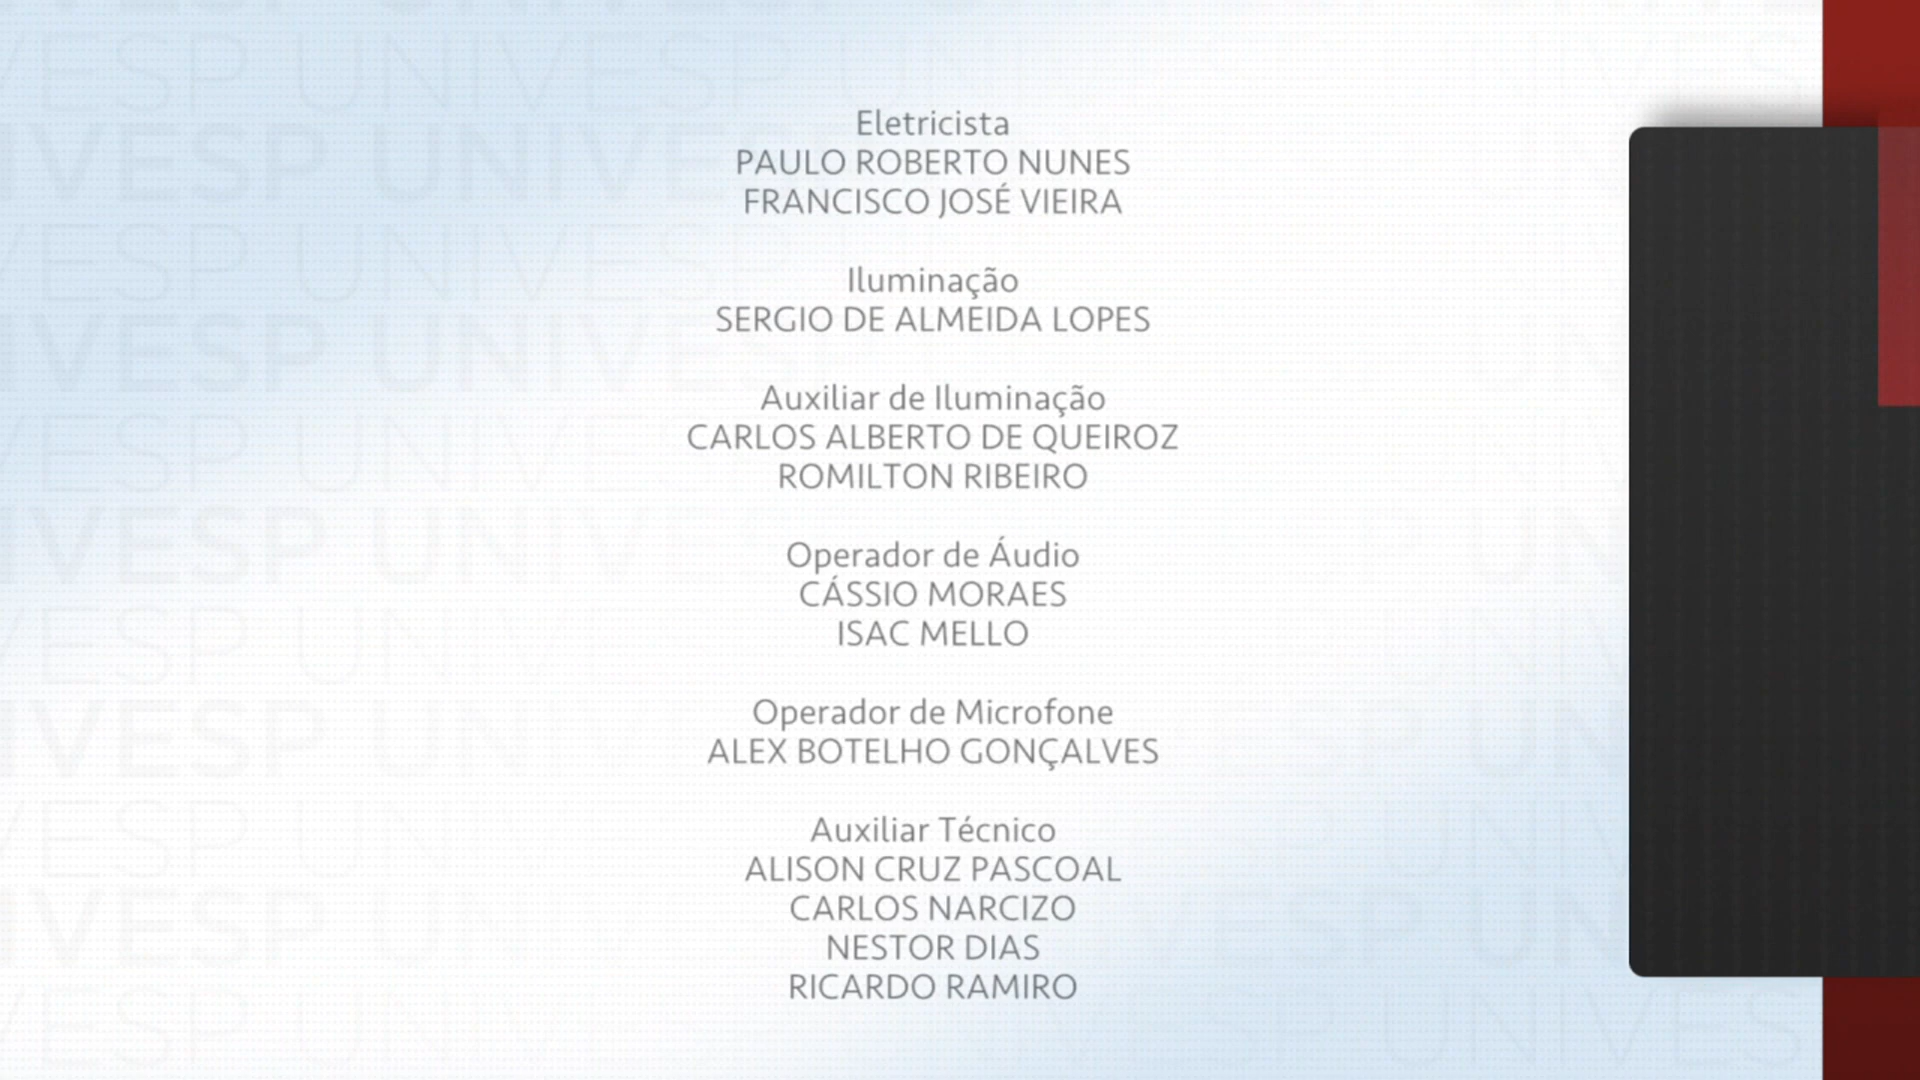 Eletricista
PAULO ROBERTO NUNES
FRANCISCO JOSÉ VIEIRA
Iluminação
SERGIO DE ALMEIDA LOPES
Auxiliar de Iluminação
CARLOS ALBERTO DE QUEIROZ
ROMILTON RIBEIRO
Operador de Áudio
CÁSSIO MORAES
ISAC MELLO
Operador de Microfone
ALEX BOTELHO GONÇALVES
Auxiliar Técnico
ALISON CRUZ PASCOAL
CARLOS NARCIZO
NESTOR DIAS
RICARDO RAMIRO